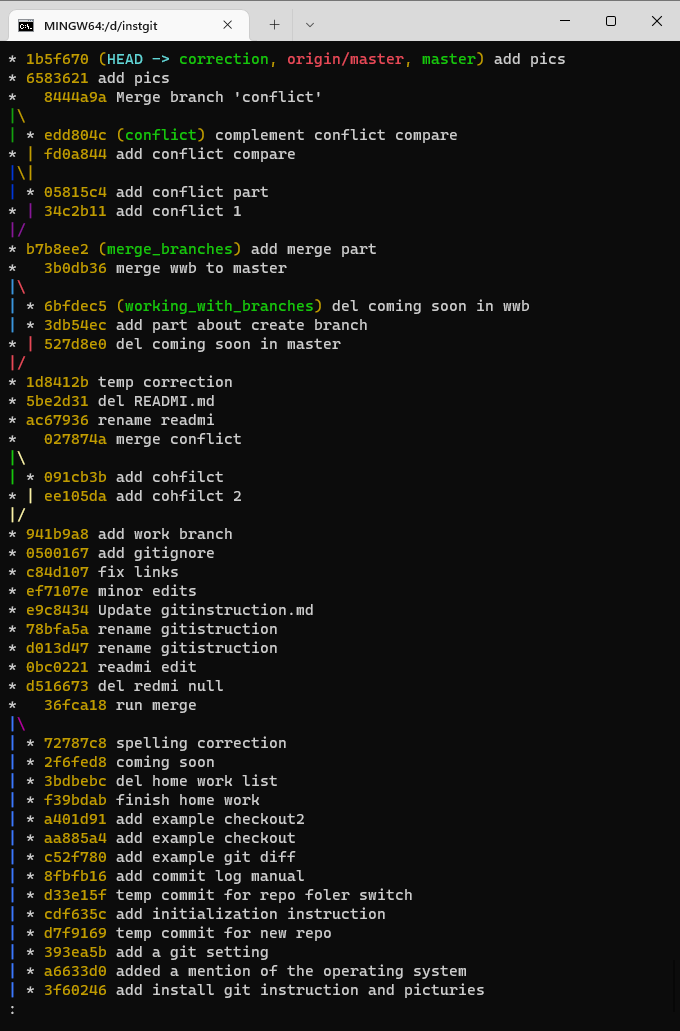 MINGW64:/d/instgit
* 1b5f670 (HEAD -> correction, origin/master, master) add pics
* 6583621 add pics
*   8444a9a Merge branch 'conflict'
|\
| * edd804c (conflict) complement conflict compare
* | fd0a844 add conflict compare
|\|
| * 05815c4 add conflict part
* | 34c2b11 add conflict 1
|/
* b7b8ee2 (merge_branches) add merge part
*   3b0db36 merge wwb to master
|\
| * 6bfdec5 (working_with_branches) del coming soon in wwb
| * 3db54ec add part about create branch
* | 527d8e0 del coming soon in master
|/
* 1d8412b temp correction
* 5be2d31 del READMI.md
* ac67936 rename readmi
*   027874a merge conflict
|\
| * 091cb3b add cohfilct
* | ee105da add cohfilct 2
|/
* 941b9a8 add work branch
* 0500167 add gitignore
* c84d107 fix links
* ef7107e minor edits
* e9c8434 Update gitinstruction.md
* 78bfa5a rename gitistruction
* d013d47 rename gitistruction
* 0bc0221 readmi edit
* d516673 del redmi null
*   36fca18 run merge
|\
| * 72787c8 spelling correction
| * 2f6fed8 coming soon
| * 3bdbebc del home work list
| * f39bdab finish home work
| * a401d91 add example checkout2
| * aa885a4 add example checkout
| * c52f780 add example git diff
| * 8fbfb16 add commit log manual
| * d33e15f temp commit for repo foler switch
| * cdf635c add initialization instruction
| * d7f9169 temp commit for new repo
| * 393ea5b add a git setting
| * a6633d0 added a mention of the operating system
| * 3f60246 add install git instruction and picturies
: